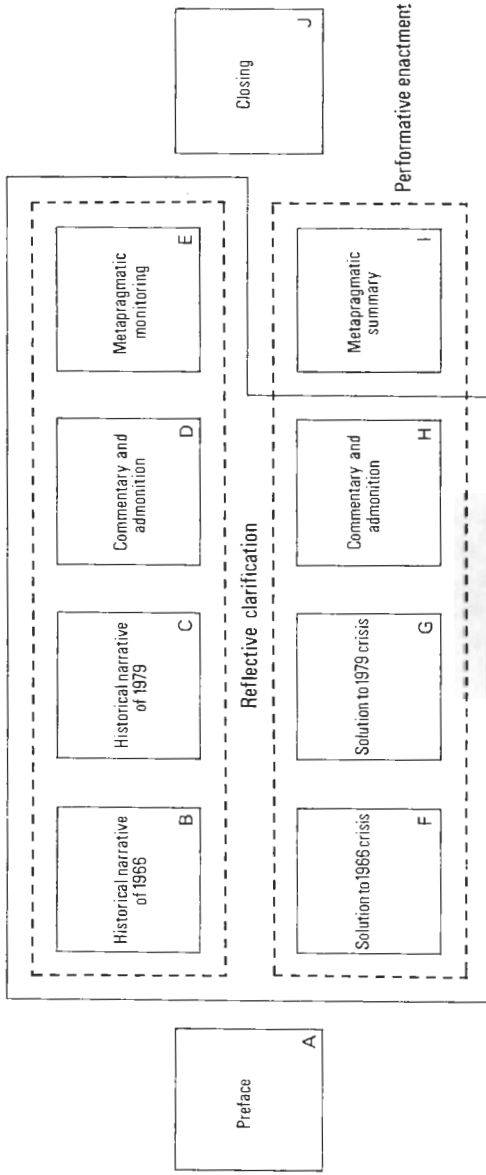 Preface
A
Historical narrative
of 1966
B
Historical narrative
of 1979
C
Commentary and
admonition
D
Metapragmatic
monitoring
E
Reflective clarification
Solution to 1966 crisis
F
Solution to 1979 crisis
G
Commentary and
admonition
H
Metapragmatic
summary
I
Performative enactment
Closing
J